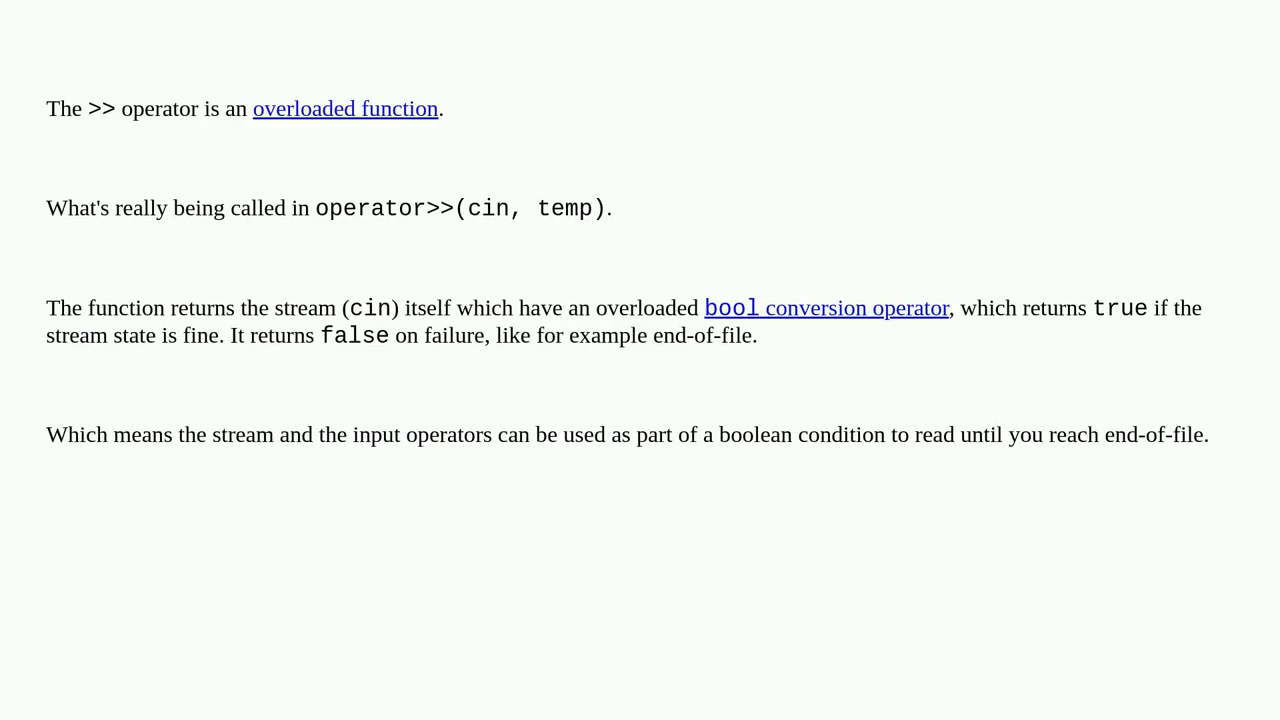 The >> operator is an overloaded function.
What's really being called in operator>>(cin, temp).
The function returns the stream (cin) itself which have an overloaded bool conversion operator, which returns true if the
stream state is fine. It returns false on failure, like for example end-of-file.
Which means the stream and the input operators can be used as part of a boolean condition to read until you reach end-of-file.